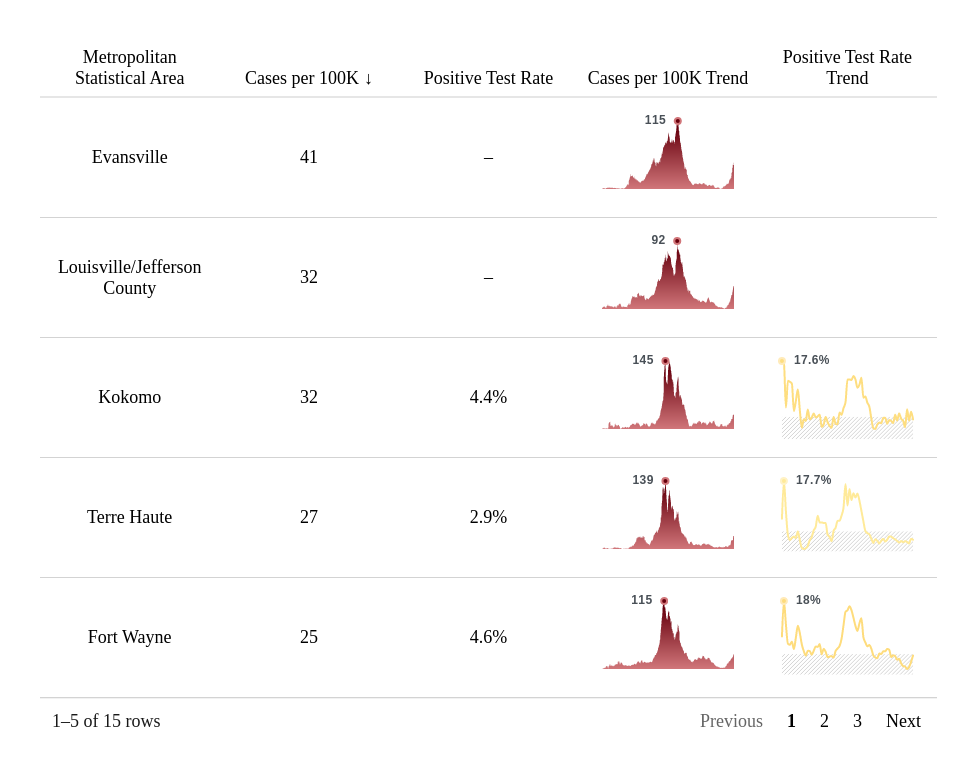 Metropolitan
Statistical Area
Cases per 100K ↓
Positive Test Rate
Cases per 100K Trend
Positive Test Rate
Trend
115
Evansville 41 –
92
Louisville/Jefferson
County
32 –
145 17.6%
Kokomo 32 4.4%
139 17.7%
Terre Haute 27 2.9%
115 18%
Fort Wayne 25 4.6%
1–5 of 15 rows Previous 1 2 3 Next